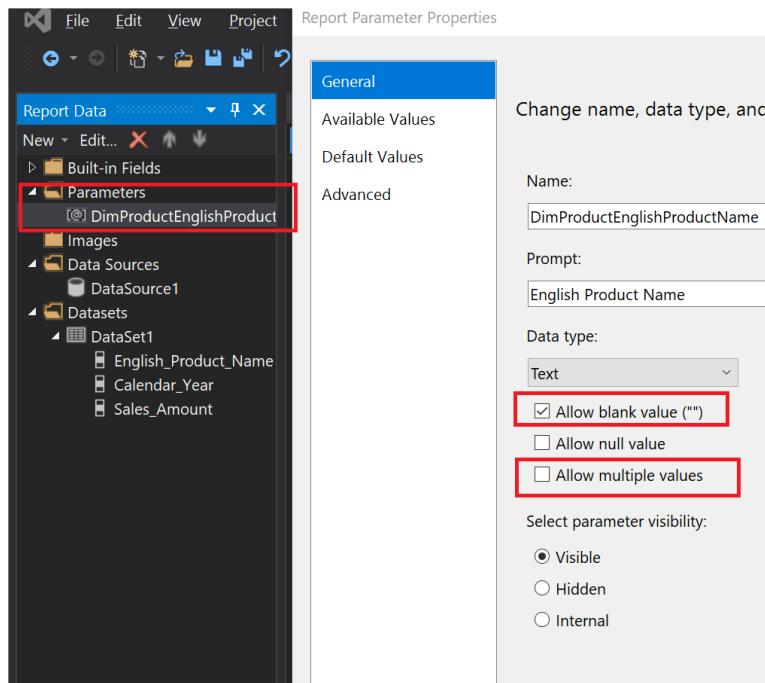 File Edit View Project
Report Data
New Edit...
Built-in Fields
Parameters
[@] DimProductEnglishProduct
Images
Data Sources
DataSource1
Datasets
DataSet1
English_Product_Name
Calendar_Year
Sales_Amount
Report Parameter Properties
General
Available Values
Default Values
Advanced
Change name, data type, and
Name:
DimProductEnglishProductName
Prompt:
English Product Name
Data type:
Text
Allow blank value ("")
Allow null value
Allow multiple values
Select parameter visibility:
Visible
Hidden
Internal